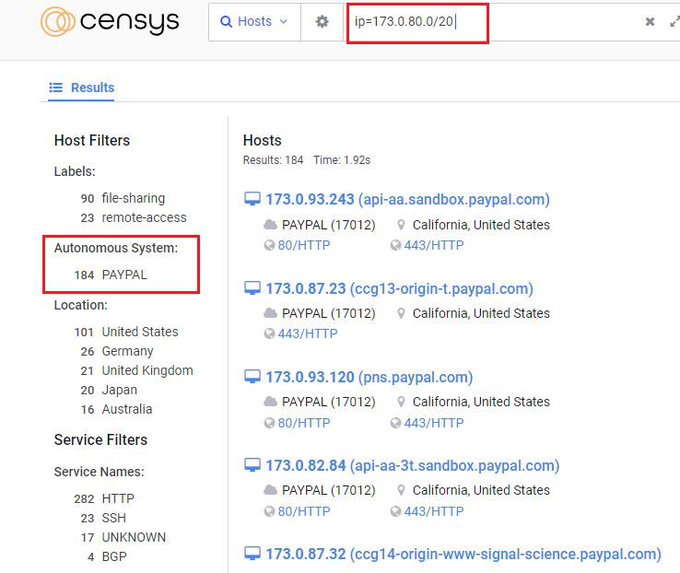 censys
Hosts
ip=173.0.80.0/20
Results
Host Filters
Labels:
90 file-sharing
23 remote-access
Autonomous System:
184 PAYPAL
Location:
101 United States
26 Germany
21 United Kingdom
20 Japan
16 Australia
Service Filters
Service Names:
282 HTTP
23 SSH
17 UNKNOWN
4 BGP
Hosts
Results: 184 Time: 1.92s
173.0.93.243 (api-aa.sandbox.paypal.com)
PAYPAL (17012) California, United States
80/HTTP 443/HTTP
173.0.87.23 (ccg13-origin-t.paypal.com)
PAYPAL (17012) California, United States
443/HTTP
173.0.93.120 (pns.paypal.com)
PAYPAL (17012) California, United States
80/HTTP 443/HTTP
173.0.82.84 (api-aa-3t.sandbox.paypal.com)
PAYPAL (17012) California, United States
80/HTTP 443/HTTP
173.0.87.32 (ccg14-origin-www-signal-science.paypal.com)